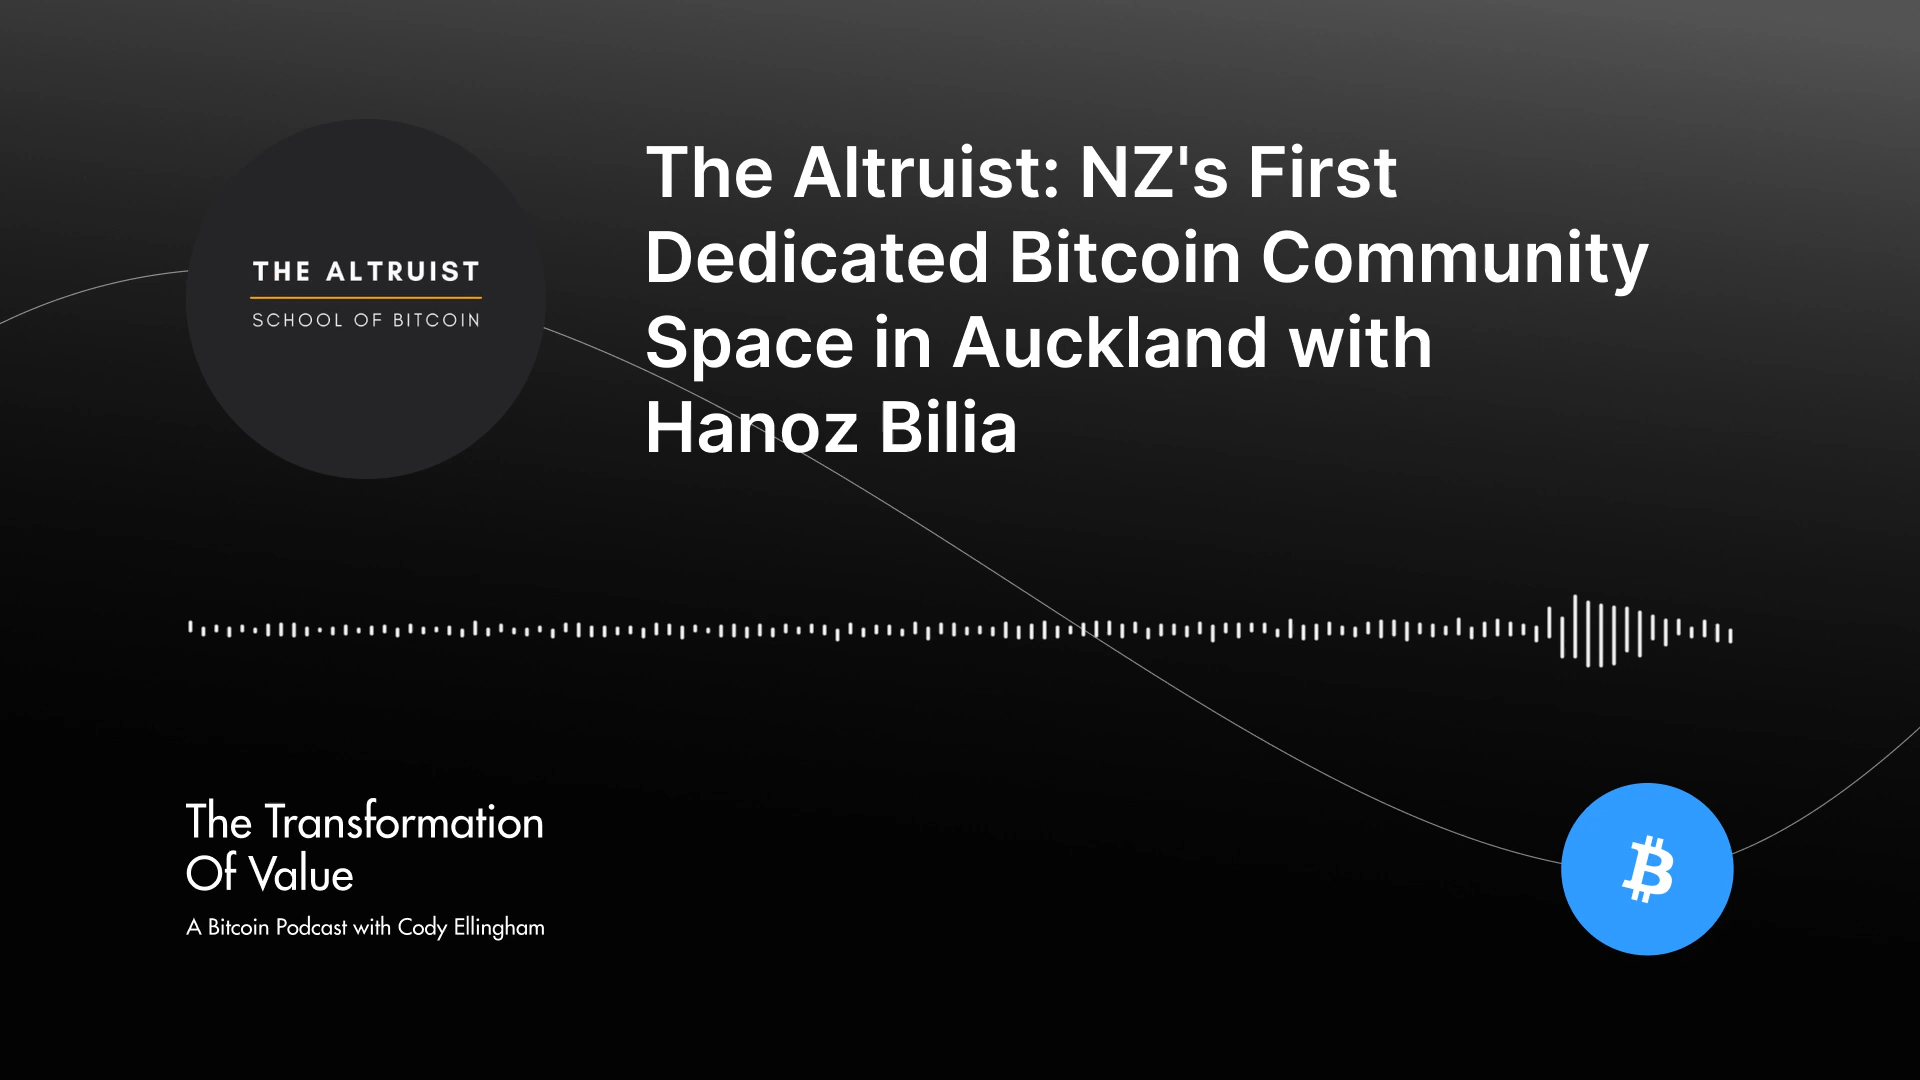 THE ALTRUIST
SCHOOL OF BITCOIN
The Altruist: NZ's First
Dedicated Bitcoin Community
Space in Auckland with
Hanoz Bilia
The Transformation
Of Value
A Bitcoin Podcast with Cody Ellingham